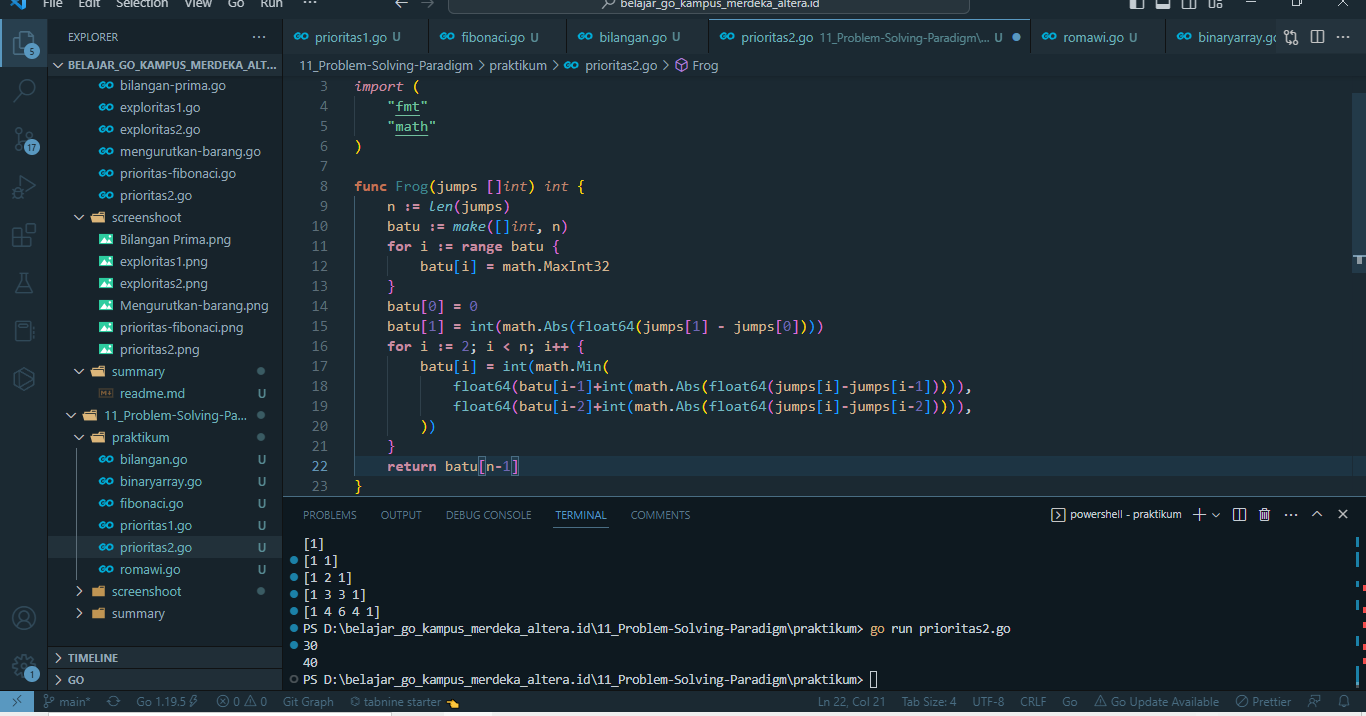 File Edit Selection View Go Run ···
belajar_go_kampus_merdeka_altera.id
EXPLORER ···
BELAJAR_GO_KAMPUS_MERDEKA_ALT...
bilangan-prima.go
exploritas1.go
exploritas2.go
mengurutkan-barang.go
prioritas-fibonaci.go
prioritas2.go
screenshoot
Bilangan Prima.png
exploritas1.png
exploritas2.png
Mengurutkan-barang.png
prioritas-fibonaci.png
prioritas2.png
summary
readme.md U
11_Problem-Solving-Pa...
praktikum
bilangan.go U
binaryarray.go U
fibonaci.go U
prioritas1.go U
prioritas2.go U
romawi.go U
screenshoot
summary
TIMELINE
GO
5
17
1
prioritas1.go U fibonaci.go U bilangan.go U prioritas2.go 11_Problem-Solving-Paradigm\... U romawi.go U binaryarray.go ···
11_Problem-Solving-Paradigm > praktikum > prioritas2.go > Frog
3 import (
4 "fmt"
5 "math"
6 )
7
8 func Frog(jumps []int) int {
9 n := len(jumps)
10 batu := make([]int, n)
11 for i := range batu {
12 batu[i] = math.MaxInt32
13 }
14 batu[0] = 0
15 batu[1] = int(math.Abs(float64(jumps[1] - jumps[0])))
16 for i := 2; i < n; i++ {
17 batu[i] = int(math.Min(
18 float64(batu[i-1]+int(math.Abs(float64(jumps[i]-jumps[i-1])))),
19 float64(batu[i-2]+int(math.Abs(float64(jumps[i]-jumps[i-2])))),
20 ))
21 }
22 return batu[n-1]
23 }
PROBLEMS OUTPUT DEBUG CONSOLE TERMINAL COMMENTS powershell - praktikum ···
[1]
[1 1]
[1 2 1]
[1 3 3 1]
[1 4 6 4 1]
PS D:\belajar_go_kampus_merdeka_altera.id\11_Problem-Solving-Paradigm\praktikum> go run prioritas2.go
30
40
PS D:\belajar_go_kampus_merdeka_altera.id\11_Problem-Solving-Paradigm\praktikum>
main* Go 1.19.5 0 0 Git Graph tabnine starter Ln 22, Col 21 Tab Size: 4 UTF-8 CRLF Go Go Update Available Prettier